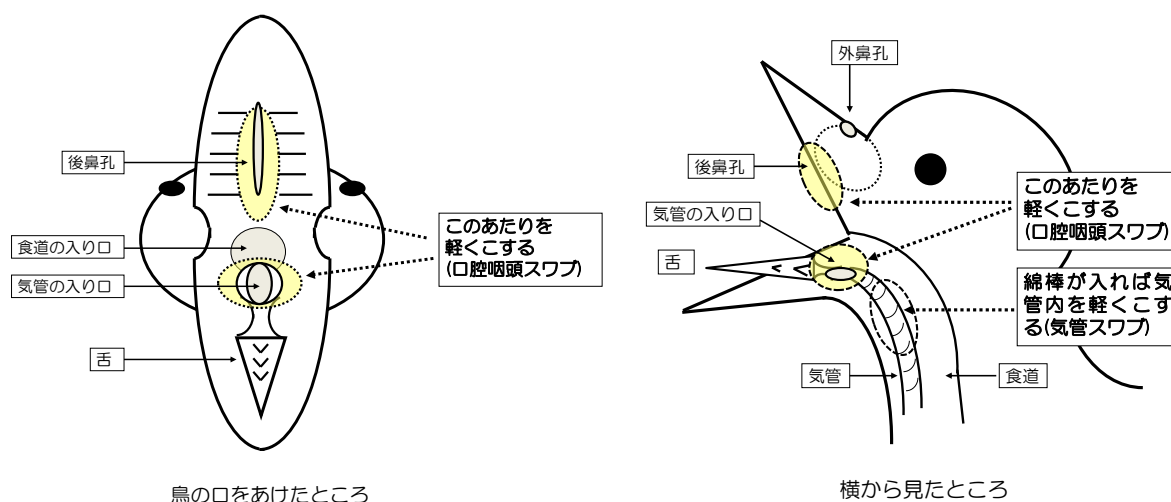 後鼻孔
食道の入り口
気管の入り口
舌
このあたりを
軽くこする
(口腔咽頭スワブ)
鳥の口をあけたところ
外鼻孔
後鼻孔
気管の入り口
舌
このあたりを
軽くこする
(口腔咽頭スワブ)
綿棒が入れば気
管内を軽くこす
る(気管スワブ)
気管
食道
横から見たところ